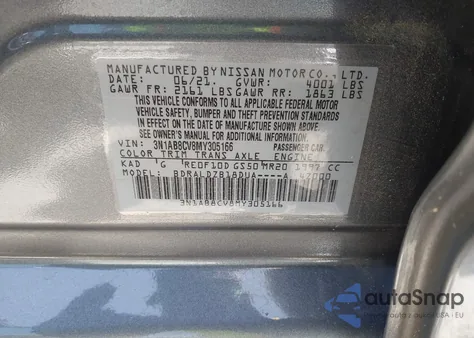 MANUFACTURED BY NISSAN MOTOR CO., LTD.
DATE: 06/21. GVWR: 4001 LBS
GAWR FR: 2161 LBS GAWR RR: 1863 LBS
THIS VEHICLE CONFORMS TO ALL APPLICABLE FEDERAL MOTOR
VEHICLE SAFETY, BUMPER AND THEFT PREVENTION STANDARDS
IN EFFECT ON THE DATE OF MANUFACTURE SHOWN ABOVE.
SEE OWNER'S MANUAL FOR ADDITIONAL INFORMATION.
VIN: 3N1AB8CV8MY305166 PASSENGER CAR.
COLOR TRIM TRANS AXLE ENGINE
KAD G RE0F10D GS50 MR20 1997 CC
MODEL: BDRALDZB18DUA----A
3N1AB8CV8MY305166
autoSnap